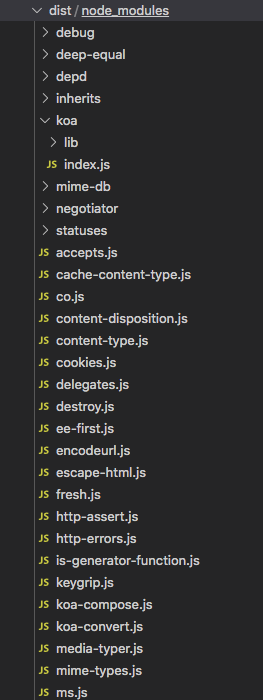 dist / node_modules
debug
deep-equal
depd
inherits
koa
lib
JS index.js
mime-db
negotiator
statuses
JS accepts.js
JS cache-content-type.js
JS co.js
JS content-disposition.js
JS content-type.js
JS cookies.js
JS delegates.js
JS destroy.js
JS ee-first.js
JS encodeurl.js
JS escape-html.js
JS fresh.js
JS http-assert.js
JS http-errors.js
JS is-generator-function.js
JS keygrip.js
JS koa-compose.js
JS koa-convert.js
JS media-typer.js
JS mime-types.js
JS ms.js